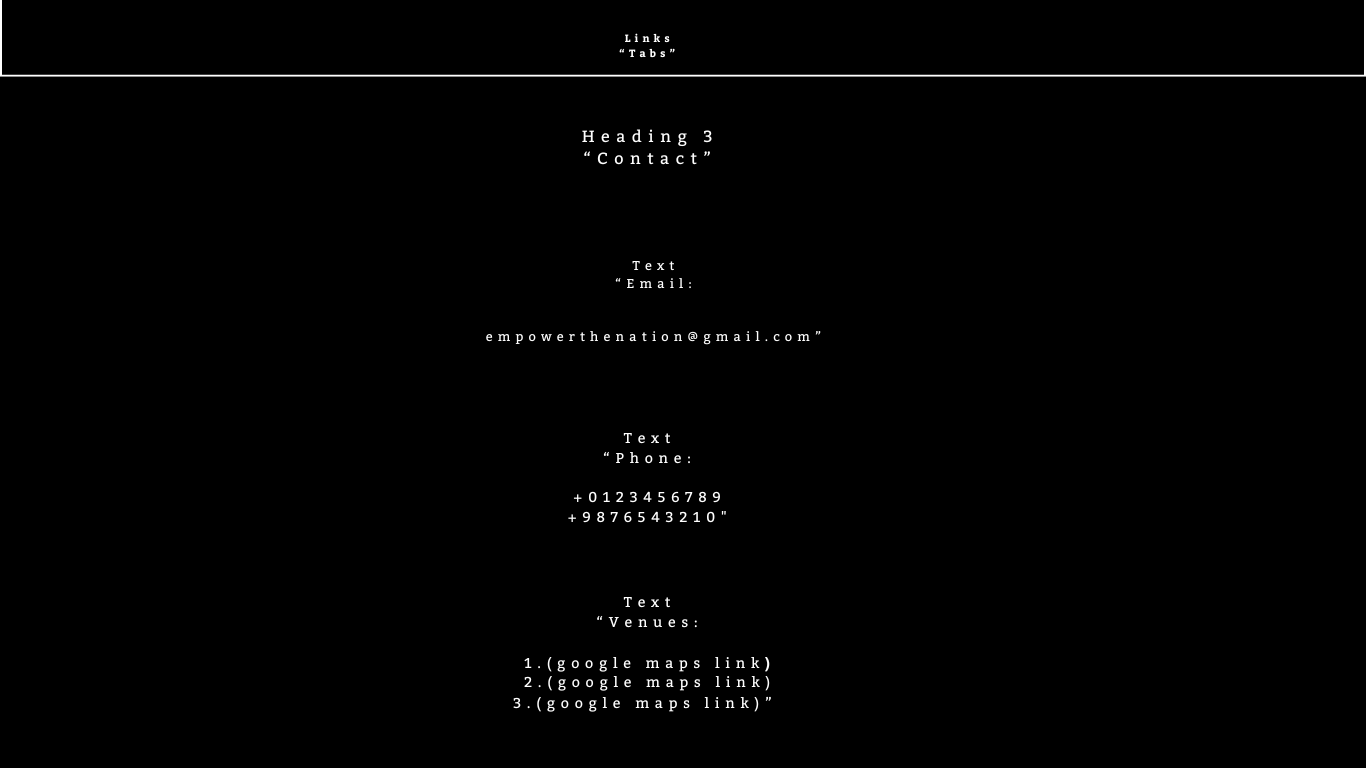 Links
“Tabs”
Heading 3
“Contact”
Text
“Email:
empowerthenation@gmail.com”
Text
“Phone:
+0123456789
+9876543210"
Text
“Venues:
1.(google maps link)
2.(google maps link)
3.(google maps link)”